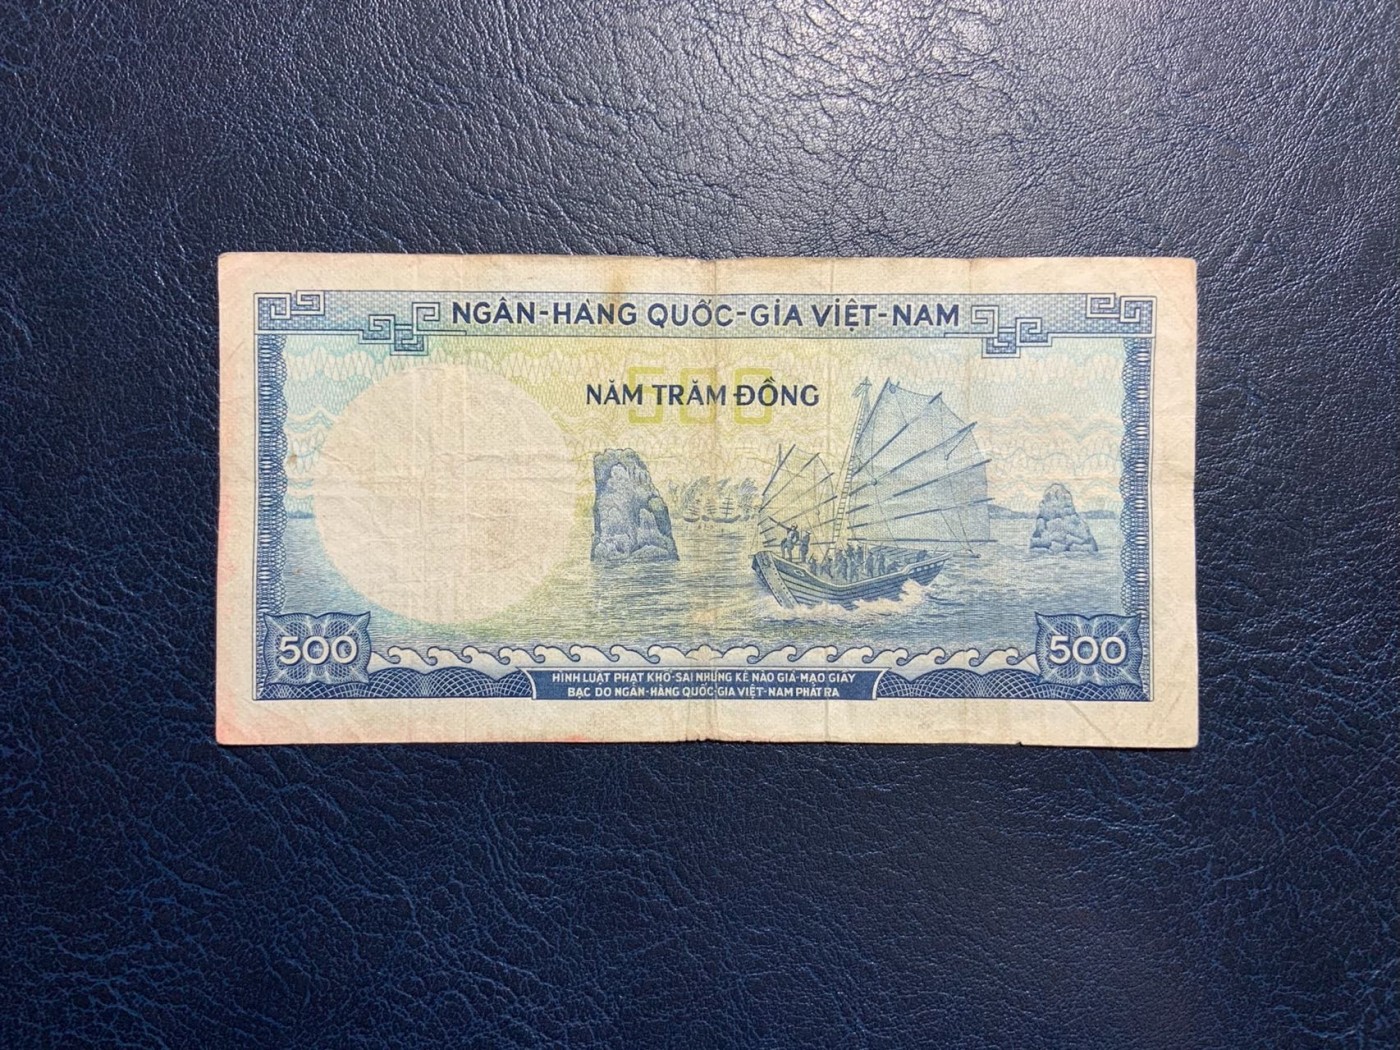 NGÂN-HÀNG QUỐC-GIA VIỆT-NAM
500
NĂM TRĂM ĐỒNG
500
500
HÌNH LUẬT PHẠT KHỔ-SAI NHỮNG KẺ NÀO GIẢ-MẠO GIẤY
BẠC DO NGÂN-HÀNG QUỐC-GIA VIỆT-NAM PHÁT RA